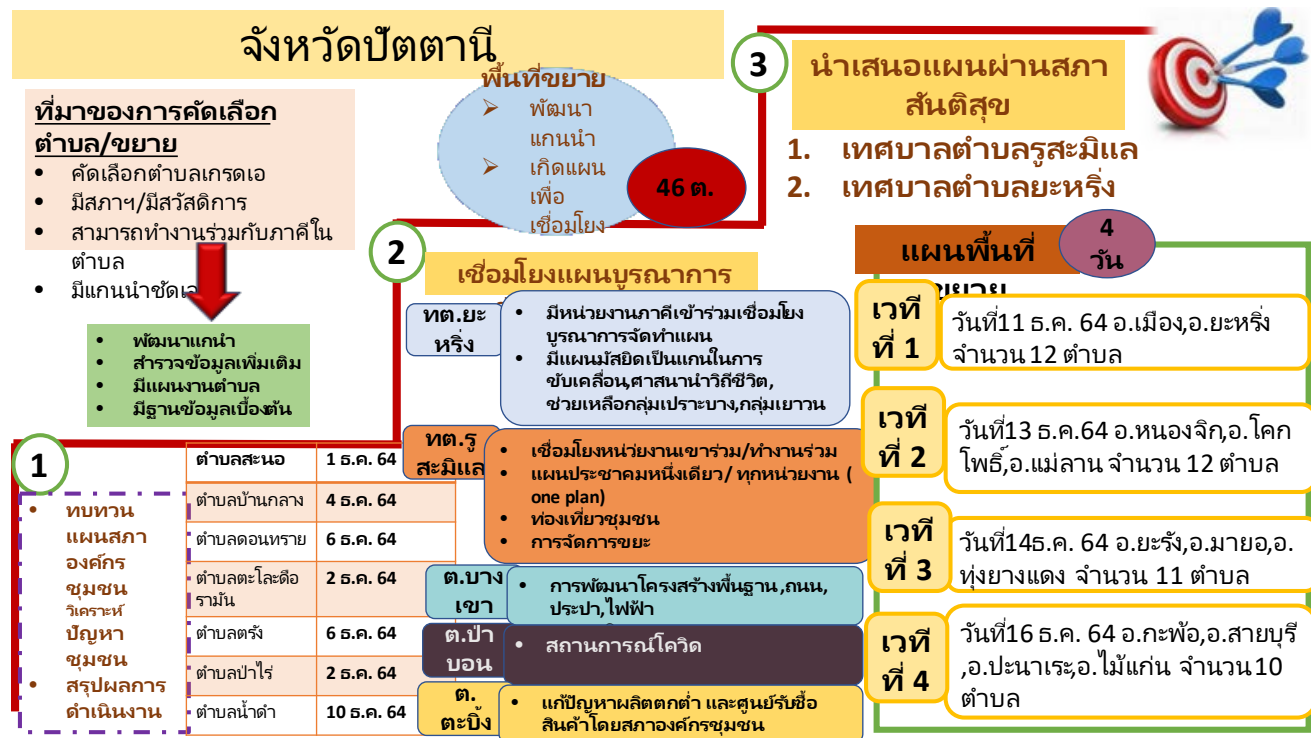 จังหวัดปัตตานี
ที่มาของการคัดเลือก
ตำบล/ขยาย
• คัดเลือกตำบลเกรดเอ
• มีสภาฯ/มีสวัสดิการ
• สามารถทำงานร่วมกับภาคีใน
ตำบล
• มีแกนนำชัดเจ
• พัฒนาแกนำ
• สำรวจข้อมูลเพิ่มเติม
• มีแผนงานตำบล
• มีฐานข้อมูลเบื้องต้น
พื้นที่ขยาย
➢ พัฒนา
แกนนำ
➢ เกิดแผน
เพื่อ
เชื่อมโยง
46 ต.
1
• ทบทวน
แผนสภา
องค์กร
ชุมชน
วิเคราะห์
ปัญหา
ชุมชน
• สรุปผลการ
ดำเนินงาน
ตำบลสะนอ 1 ธ.ค. 64
ตำบลบ้านกลาง 4 ธ.ค. 64
ตำบลดอนทราย 6 ธ.ค. 64
ตำบลตะโละดือ
รามัน 2 ธ.ค. 64
ตำบลตรัง 6 ธ.ค. 64
ตำบลป่าไร่ 2 ธ.ค. 64
ตำบลน้ำดำ 10 ธ.ค. 64
2
เชื่อมโยงแผนบูรณาการ
ทต.ยะ
หริ่ง
• มีหน่วยงานภาคีเข้าร่วมเชื่อมโยง
บูรณาการจัดทำแผน
• มีแผนมัสยิดเป็นแกนในการ
ขับเคลื่อน,ศาสนานำวิถีชีวิต,
ช่วยเหลือกลุ่มเปราะบาง,กลุ่มเยาวน
ทต.รู
สะมิแล
• เชื่อมโยงหน่วยงานเขาร่วม/ทำงานร่วม
• แผนประชาคมหนึ่งเดียว/ ทุกหน่วยงาน (
one plan)
• ท่องเที่ยวชุมชน
• การจัดการขยะ
ต.บาง
เขา
• การพัฒนาโครงสร้างพื้นฐาน,ถนน,
ประปา,ไฟฟ้า
ต.ป่า
บอน
• สถานการณ์โควิด
ต.
ตะบิ้ง
• แก้ปัญหาผลิตตกต่ำ และศูนย์รับซื้อ
สินค้าโดยสภาองค์กรชุมชน
3
นำเสนอแผนผ่านสภา
สันติสุข
1. เทศบาลตำบลรูสะมิแล
2. เทศบาลตำบลยะหริ่ง
แผนพื้นที่
ขยาย
4
วัน
เวที
ที่ 1
วันที่11 ธ.ค. 64 อ.เมือง,อ.ยะหริ่ง
จำนวน 12 ตำบล
เวที
ที่ 2
วันที่13 ธ.ค.64 อ.หนองจิก,อ.โคก
โพธิ์,อ.แม่ลาน จำนวน 12 ตำบล
เวที
ที่ 3
วันที่14ธ.ค. 64 อ.ยะรัง,อ.มายอ,อ.
ทุ่งยางแดง จำนวน 11 ตำบล
เวที
ที่ 4
วันที่16 ธ.ค. 64 อ.กะพ้อ,อ.สายบุรี
,อ.ปะนาเระ,อ.ไม้แก่น จำนวน 10
ตำบล